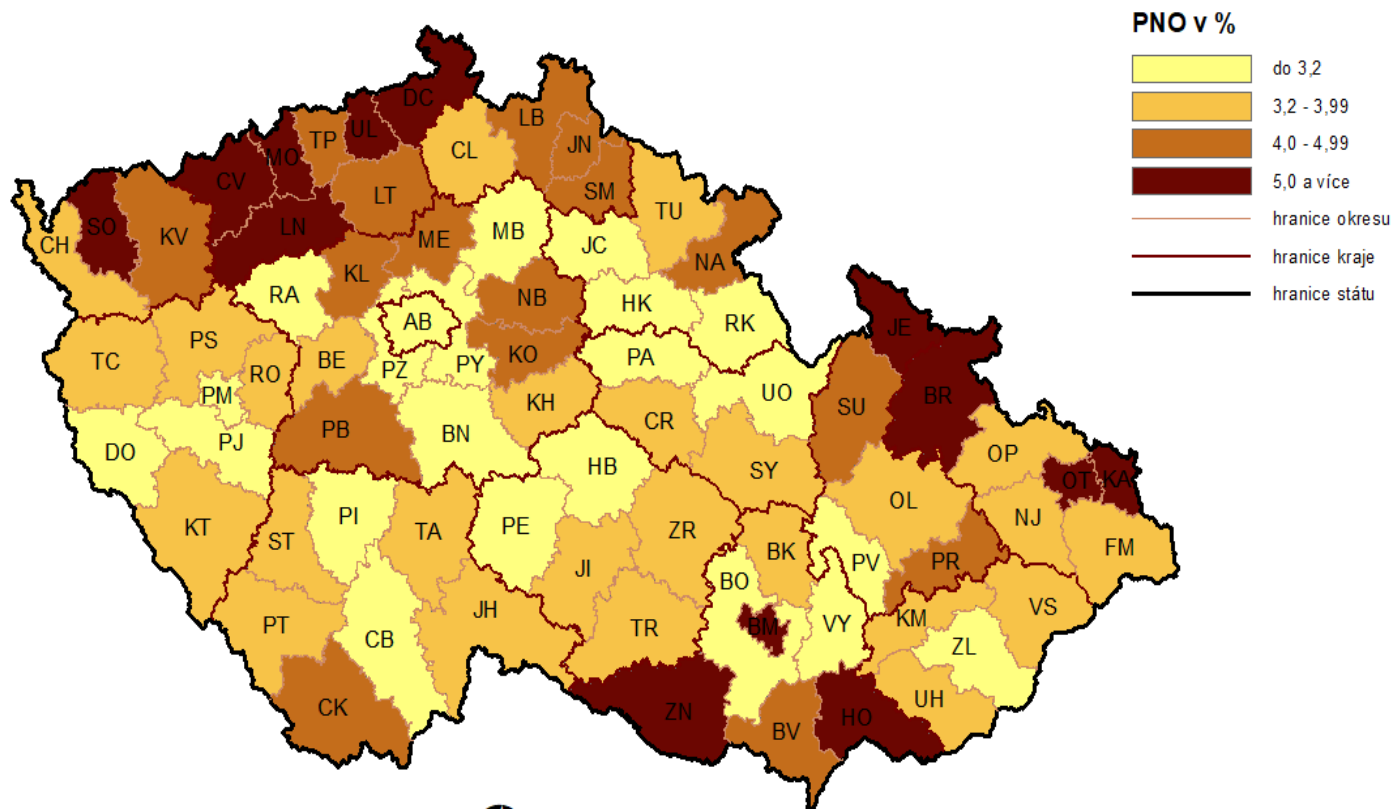 PNO v %
do 3,2
3,2 - 3,99
4,0 - 4,99
5,0 a více
hranice okresu
hranice kraje
hranice státu
DC
LB
UL
TP
JN
MO
CL
CV
SM
LT
TU
SO
LN
MB
KV
ME
JC
CH
NA
KL
RA
NB
HK
AB
RK
JE
PS
KO
PA
TC
BE
PY
RO
PZ
UO
PM
BR
KH
SU
CR
PB
BN
PJ
DO
OP
HB
SY
OT
KA
OL
PI
NJ
KT
TA
PE
ZR
ST
FM
BK
PR
PV
JI
BO
VS
JH
KM
PT
TR
BM
VY
CB
ZL
UH
CK
ZN
HO
BV